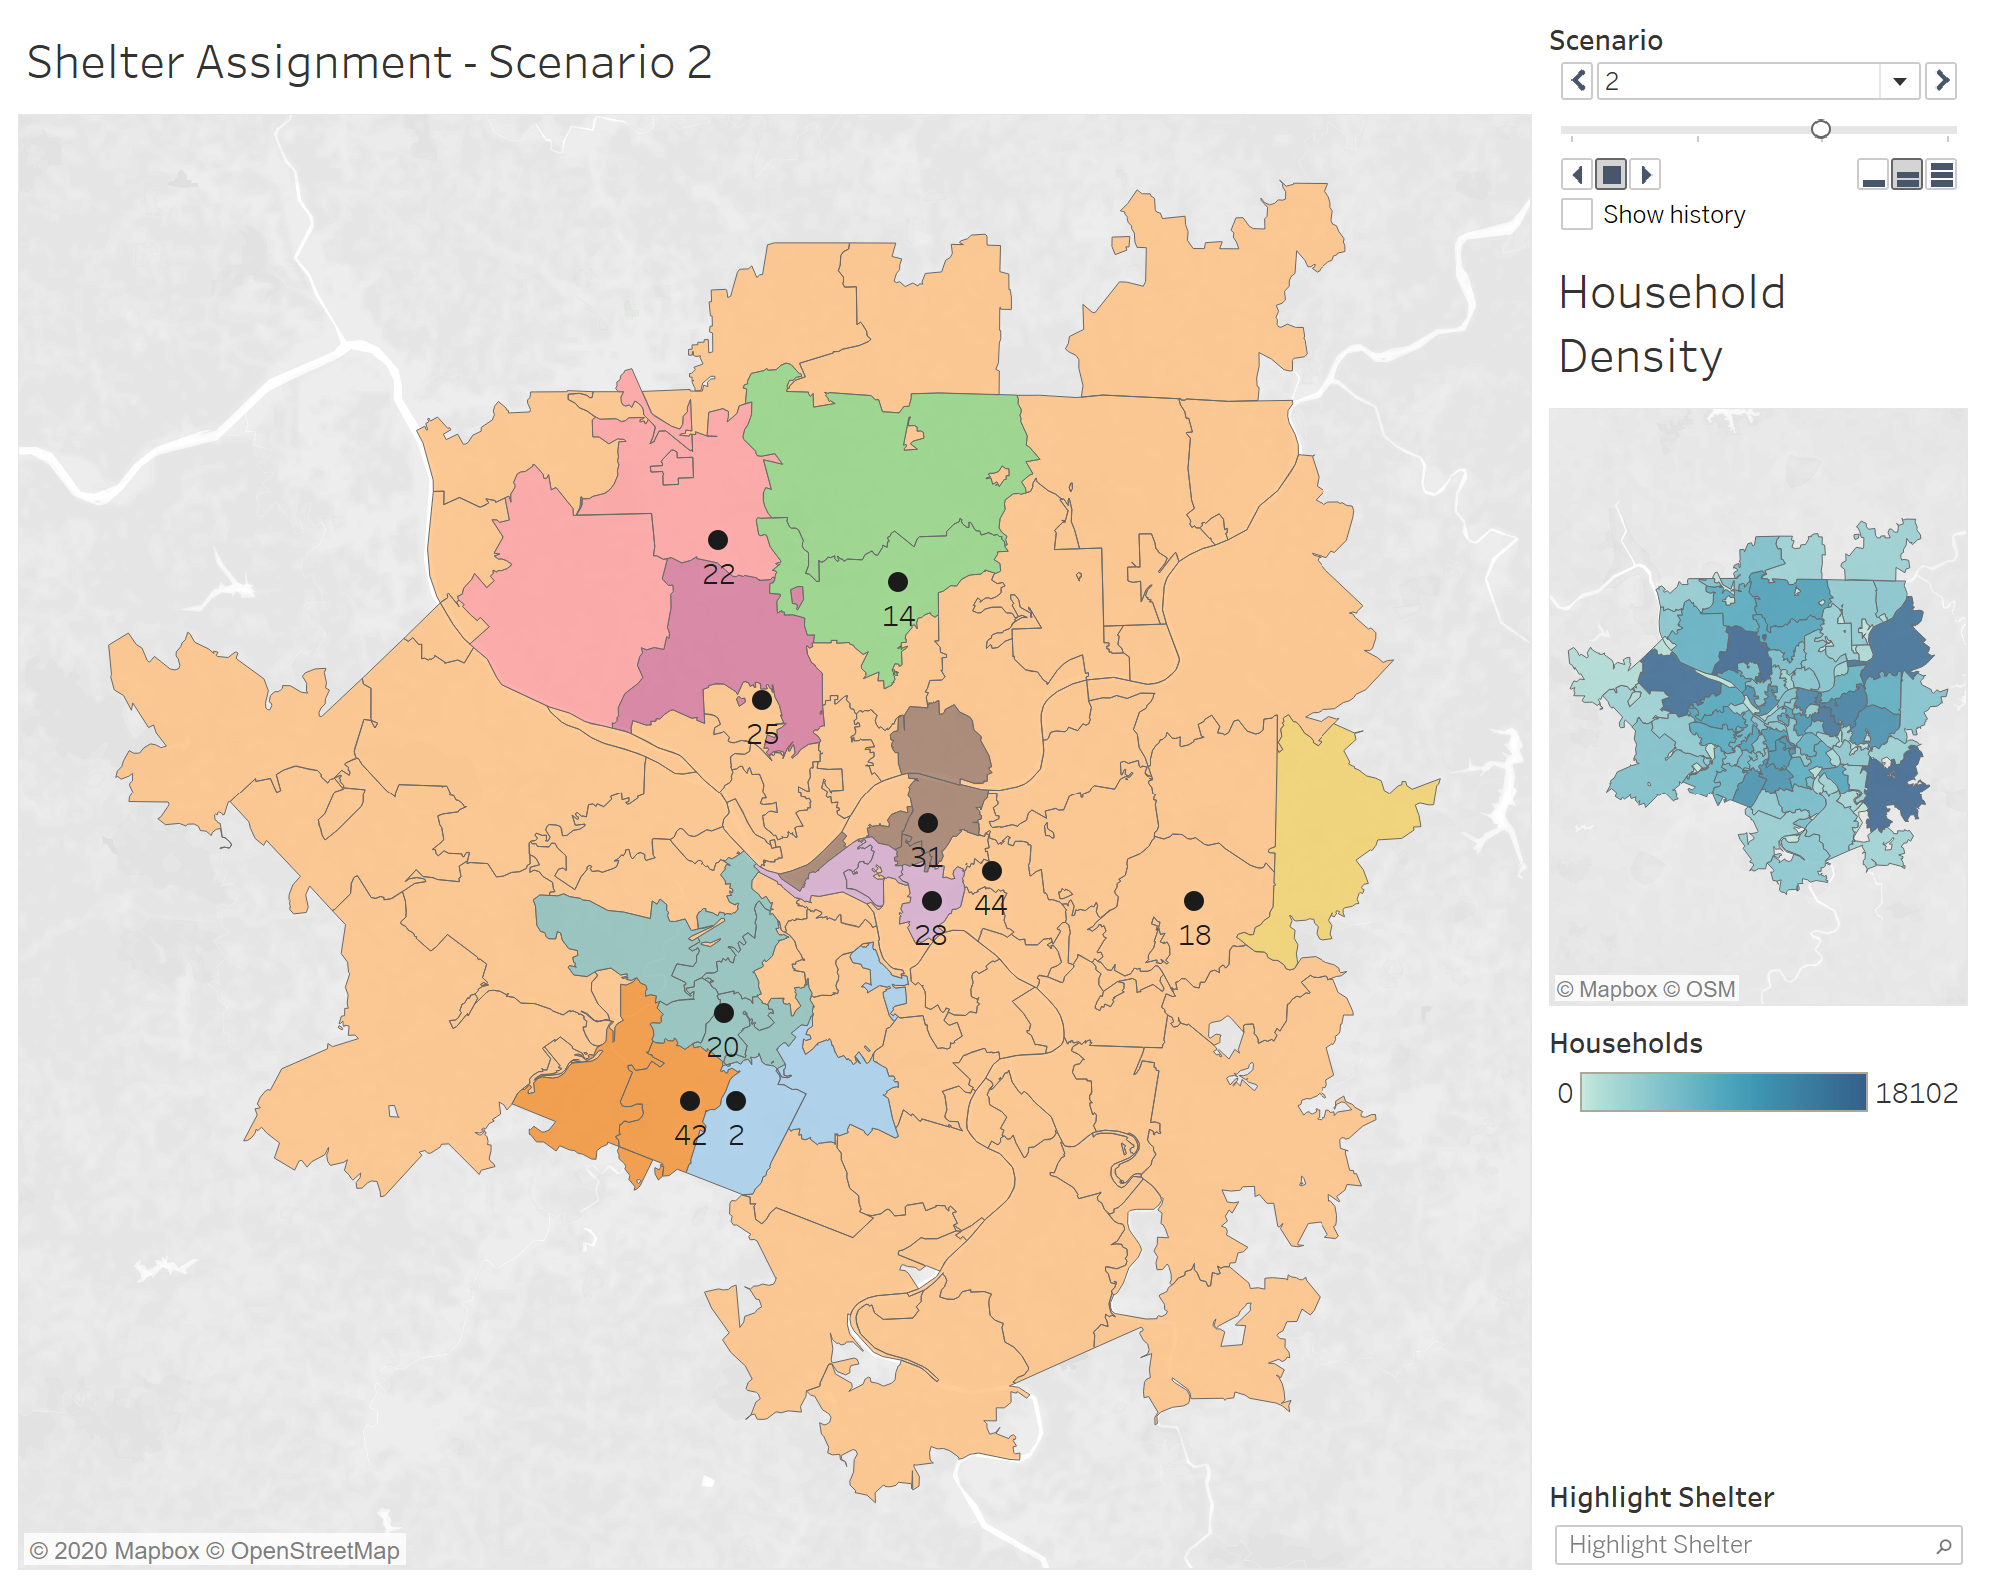 Shelter Assignment - Scenario 2
22
14
25
31
44
28
18
20
42
2
© 2020 Mapbox © OpenStreetMap
Scenario
2
Show history
Household
Density
© Mapbox © OSM
Households
0
18102
Highlight Shelter
Highlight Shelter